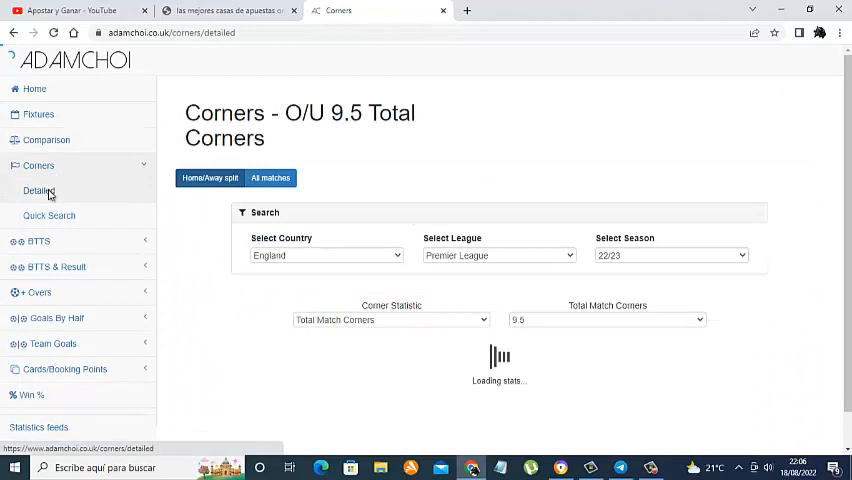 Apostar y Ganar - YouTube
las mejores casas de apuestas on
Corners
adamchoi.co.uk/corners/detailed
ADAMCHOI
Home
Fixtures
Comparison
Corners
Detailed
Quick Search
BTTS
BTTS & Result
+ Overs
Goals By Half
Team Goals
Cards/Booking Points
Win %
Statistics feeds
Corners - O/U 9.5 Total
Corners
Home/Away split
All matches
Search
Select Country
Select League
Select Season
England
Premier League
22/23
Corner Statistic
Total Match Corners
Total Match Corners
9.5
Loading stats...
https://www.adamchoi.co.uk/corners/detailed
Escribe aquí para buscar
21°C
22:06
18/08/2022